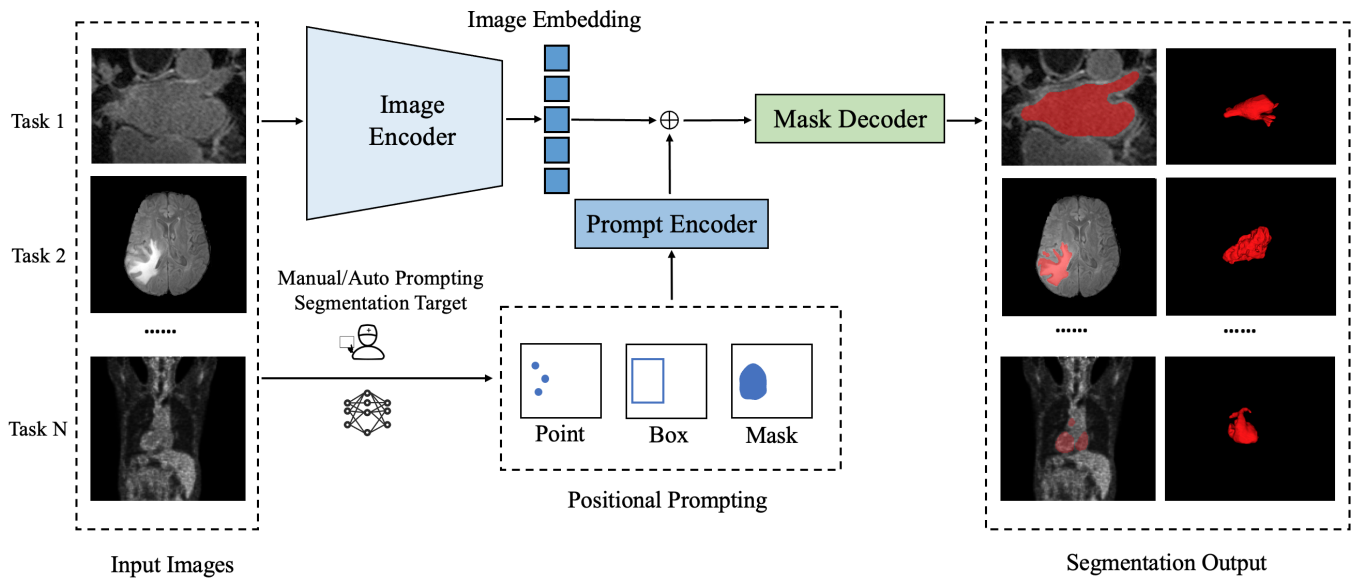 Image Embedding
Task 1
Image
Encoder
Mask Decoder
Prompt Encoder
Task 2
Manual/Auto Prompting
Segmentation Target
......
......
......
Task N
Point
Box
Mask
Positional Prompting
Input Images
Segmentation Output